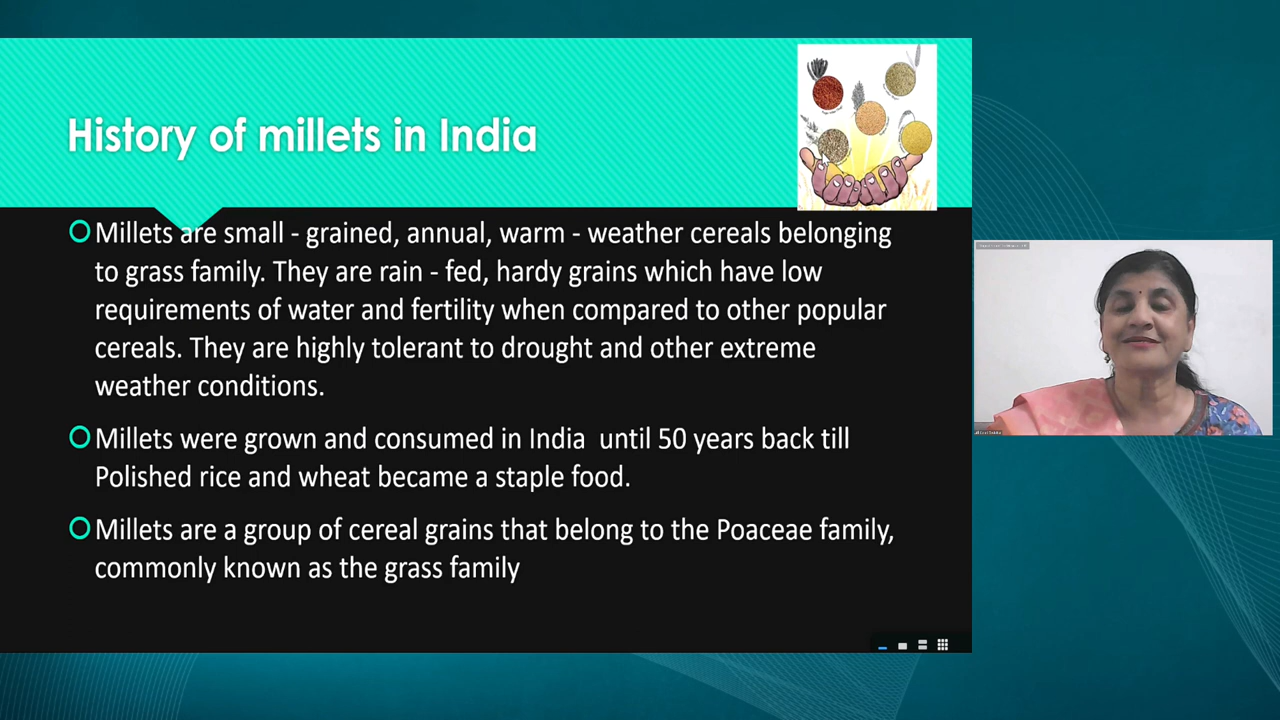 History of millets in India
Millets are small - grained, annual, warm - weather cereals belonging
to grass family. They are rain - fed, hardy grains which have low
requirements of water and fertility when compared to other popular
cereals. They are highly tolerant to drought and other extreme
weather conditions.
Millets were grown and consumed in India  until 50 years back till
Polished rice and wheat became a staple food.
Millets are a group of cereal grains that belong to the Poaceae family,
commonly known as the grass family